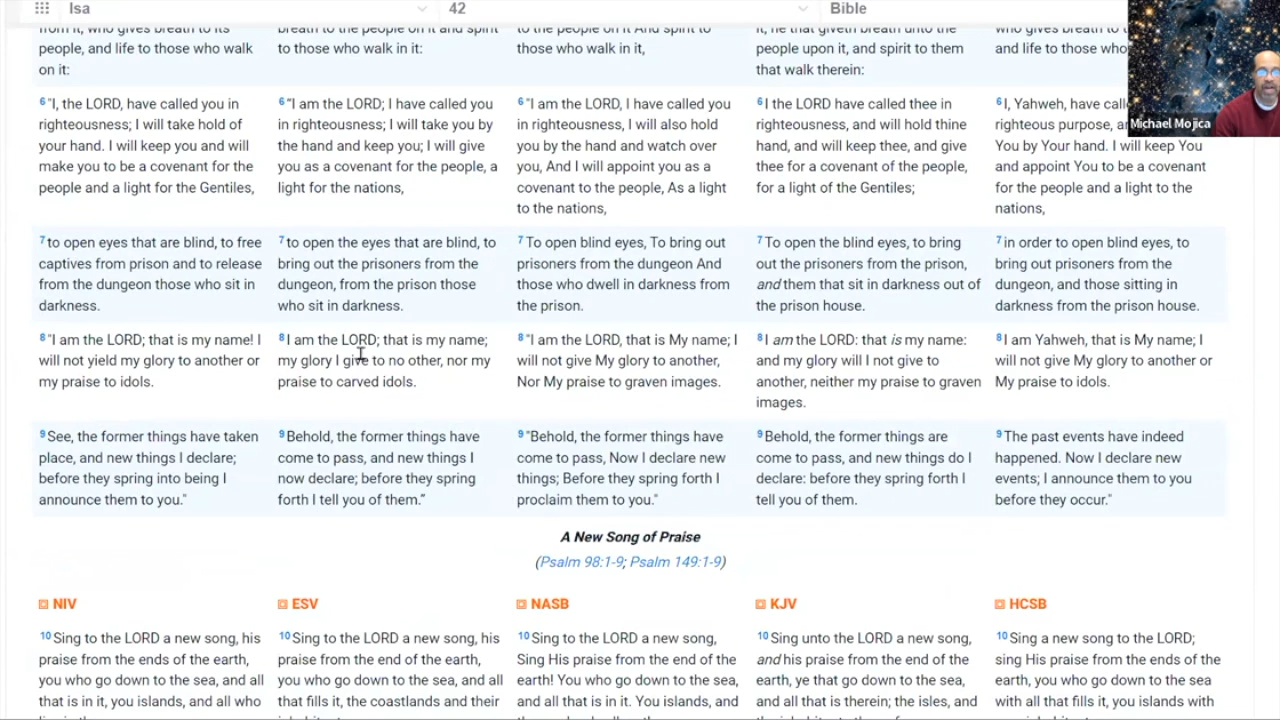 Isa 42 Bible
from it, who gives breath to its
people, and life to those who walk
on it:
breath to the people on it and spirit
to those who walk in it:
to the people on it And spirit to
those who walk in it,
it, he that giveth breath unto the
people upon it, and spirit to them
that walk therein:
who gives breath to the
and life to those who
Michael Mojica
6 "I, the LORD, have called you in
righteousness; I will take hold of
your hand. I will keep you and will
make you to be a covenant for the
people and a light for the Gentiles,
6 “I am the LORD; I have called you
in righteousness; I will take you by
the hand and keep you; I will give
you as a covenant for the people, a
light for the nations,
6 "I am the LORD, I have called you
in righteousness, I will also hold
you by the hand and watch over
you, And I will appoint you as a
covenant to the people, As a light
to the nations,
6 I the LORD have called thee in
righteousness, and will hold thine
hand, and will keep thee, and give
thee for a covenant of the people,
for a light of the Gentiles;
6 I, Yahweh, have
righteous purpose,
You by Your hand. I will keep You
and appoint You to be a covenant
for the people and a light to the
nations,
7 to open eyes that are blind, to free
captives from prison and to release
from the dungeon those who sit in
darkness.
7 to open the eyes that are blind, to
bring out the prisoners from the
dungeon, from the prison those
who sit in darkness.
7 To open blind eyes, To bring out
prisoners from the dungeon And
those who dwell in darkness from
the prison.
7 To open the blind eyes, to bring
out the prisoners from the prison,
and them that sit in darkness out of
the prison house.
7 in order to open blind eyes, to
bring out prisoners from the
dungeon, and those sitting in
darkness from the prison house.
8 "I am the LORD; that is my name! I
will not yield my glory to another or
my praise to idols.
8 I am the LORD; that is my name;
my glory I give to no other, nor my
praise to carved idols.
8 "I am the LORD, that is My name; I
will not give My glory to another,
Nor My praise to graven images.
8 I am the LORD: that is my name:
and my glory will I not give to
another, neither my praise to graven
images.
8 I am Yahweh, that is My name; I
will not give My glory to another or
My praise to idols.
9 See, the former things have taken
place, and new things I declare;
before they spring into being I
announce them to you."
9 Behold, the former things have
come to pass, and new things I
now declare; before they spring
forth I tell you of them.”
9 "Behold, the former things have
come to pass, Now I declare new
things; Before they spring forth I
proclaim them to you."
9 Behold, the former things are
come to pass, and new things do I
declare: before they spring forth I
tell you of them.
9 The past events have indeed
happened. Now I declare new
events; I announce them to you
before they occur."
A New Song of Praise
(Psalm 98:1-9; Psalm 149:1-9)
NIV ESV NASB KJV HCSB
10 Sing to the LORD a new song, his
praise from the ends of the earth,
you who go down to the sea, and all
that is in it, you islands, and all who
10 Sing to the LORD a new song, his
praise from the end of the earth,
you who go down to the sea, and all
that fills it, the coastlands and their
10 Sing to the LORD a new song,
Sing His praise from the end of the
earth! You who go down to the sea,
and all that is in it. You islands, and
10 Sing unto the LORD a new song,
and his praise from the end of the
earth, ye that go down to the sea,
and all that is therein; the isles, and
10 Sing a new song to the LORD;
sing His praise from the ends of the
earth, you who go down to the sea
with all that fills it, you islands with